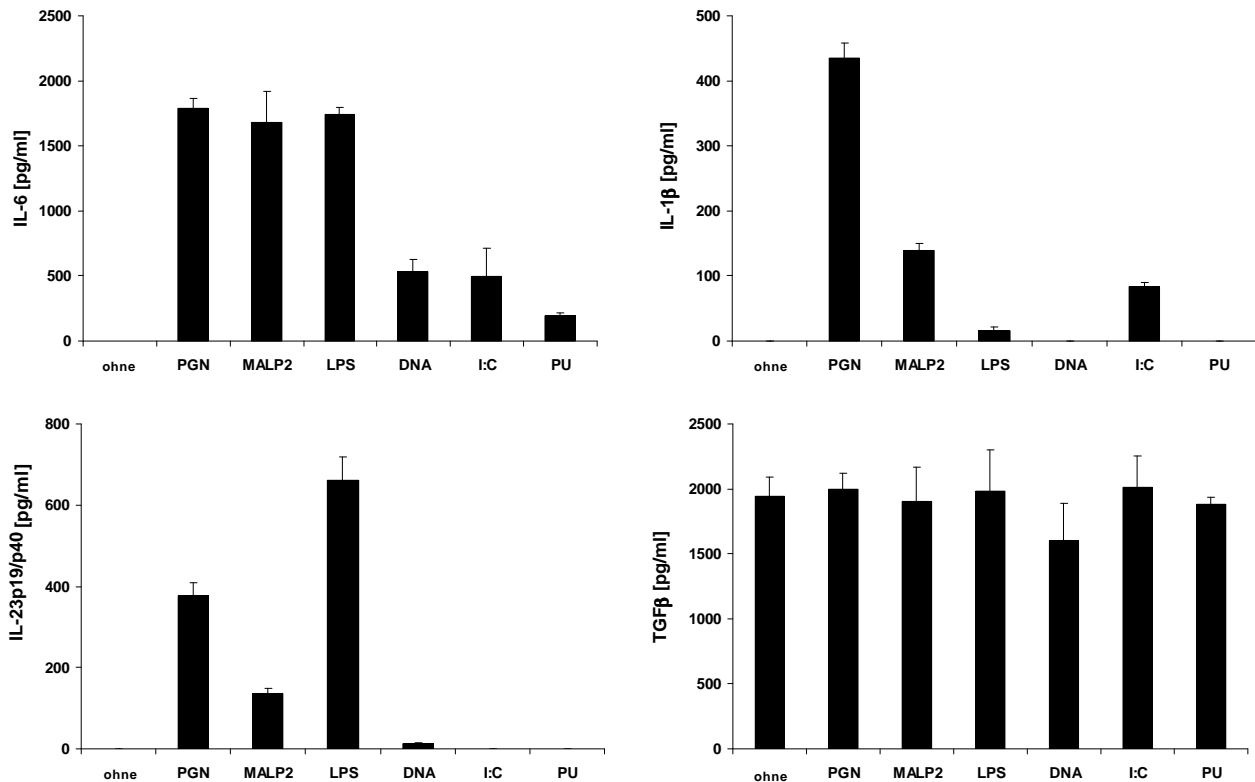 IL-6 [pg/ml]
2500
2000
1500
1000
500
0
ohne PGN MALP2 LPS DNA I:C PU
IL-1β [pg/ml]
500
400
300
200
100
0
ohne PGN MALP2 LPS DNA I:C PU
IL-23p19/p40 [pg/ml]
800
600
400
200
0
ohne PGN MALP2 LPS DNA I:C PU
TGFβ [pg/ml]
2500
2000
1500
1000
500
0
ohne PGN MALP2 LPS DNA I:C PU